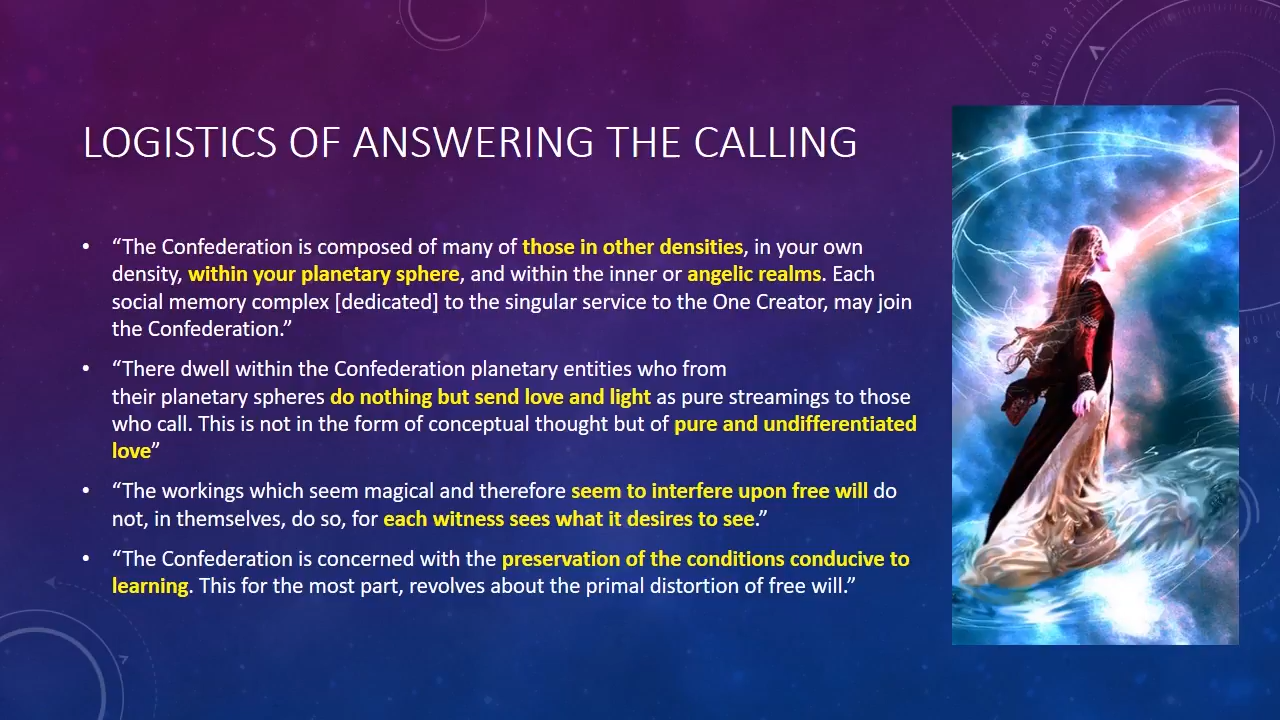 LOGISTICS OF ANSWERING THE CALLING
• “The Confederation is composed of many of those in other densities, in your own
density, within your planetary sphere, and within the inner or angelic realms. Each
social memory complex [dedicated] to the singular service to the One Creator, may join
the Confederation.”
• “There dwell within the Confederation planetary entities who from
their planetary spheres do nothing but send love and light as pure streamings to those
who call. This is not in the form of conceptual thought but of pure and undifferentiated
love”
• “The workings which seem magical and therefore seem to interfere upon free will do
not, in themselves, do so, for each witness sees what it desires to see.”
• “The Confederation is concerned with the preservation of the conditions conducive to
learning. This for the most part, revolves about the primal distortion of free will.”
190 200